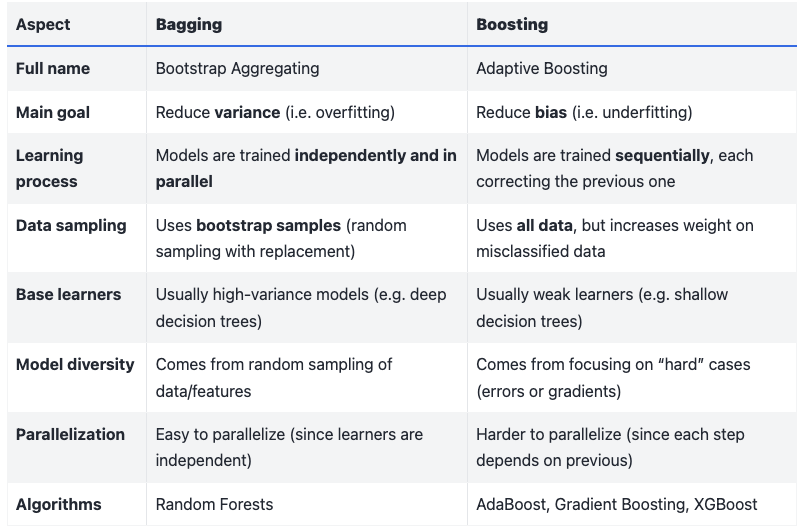 Aspect Bagging Boosting
Full name Bootstrap Aggregating Adaptive Boosting
Main goal Reduce variance (i.e. overfitting) Reduce bias (i.e. underfitting)
Learning process Models are trained independently and in parallel Models are trained sequentially, each correcting the previous one
Data sampling Uses bootstrap samples (random sampling with replacement) Uses all data, but increases weight on misclassified data
Base learners Usually high-variance models (e.g. deep decision trees) Usually weak learners (e.g. shallow decision trees)
Model diversity Comes from random sampling of data/features Comes from focusing on “hard” cases (errors or gradients)
Parallelization Easy to parallelize (since learners are independent) Harder to parallelize (since each step depends on previous)
Algorithms Random Forests AdaBoost, Gradient Boosting, XGBoost